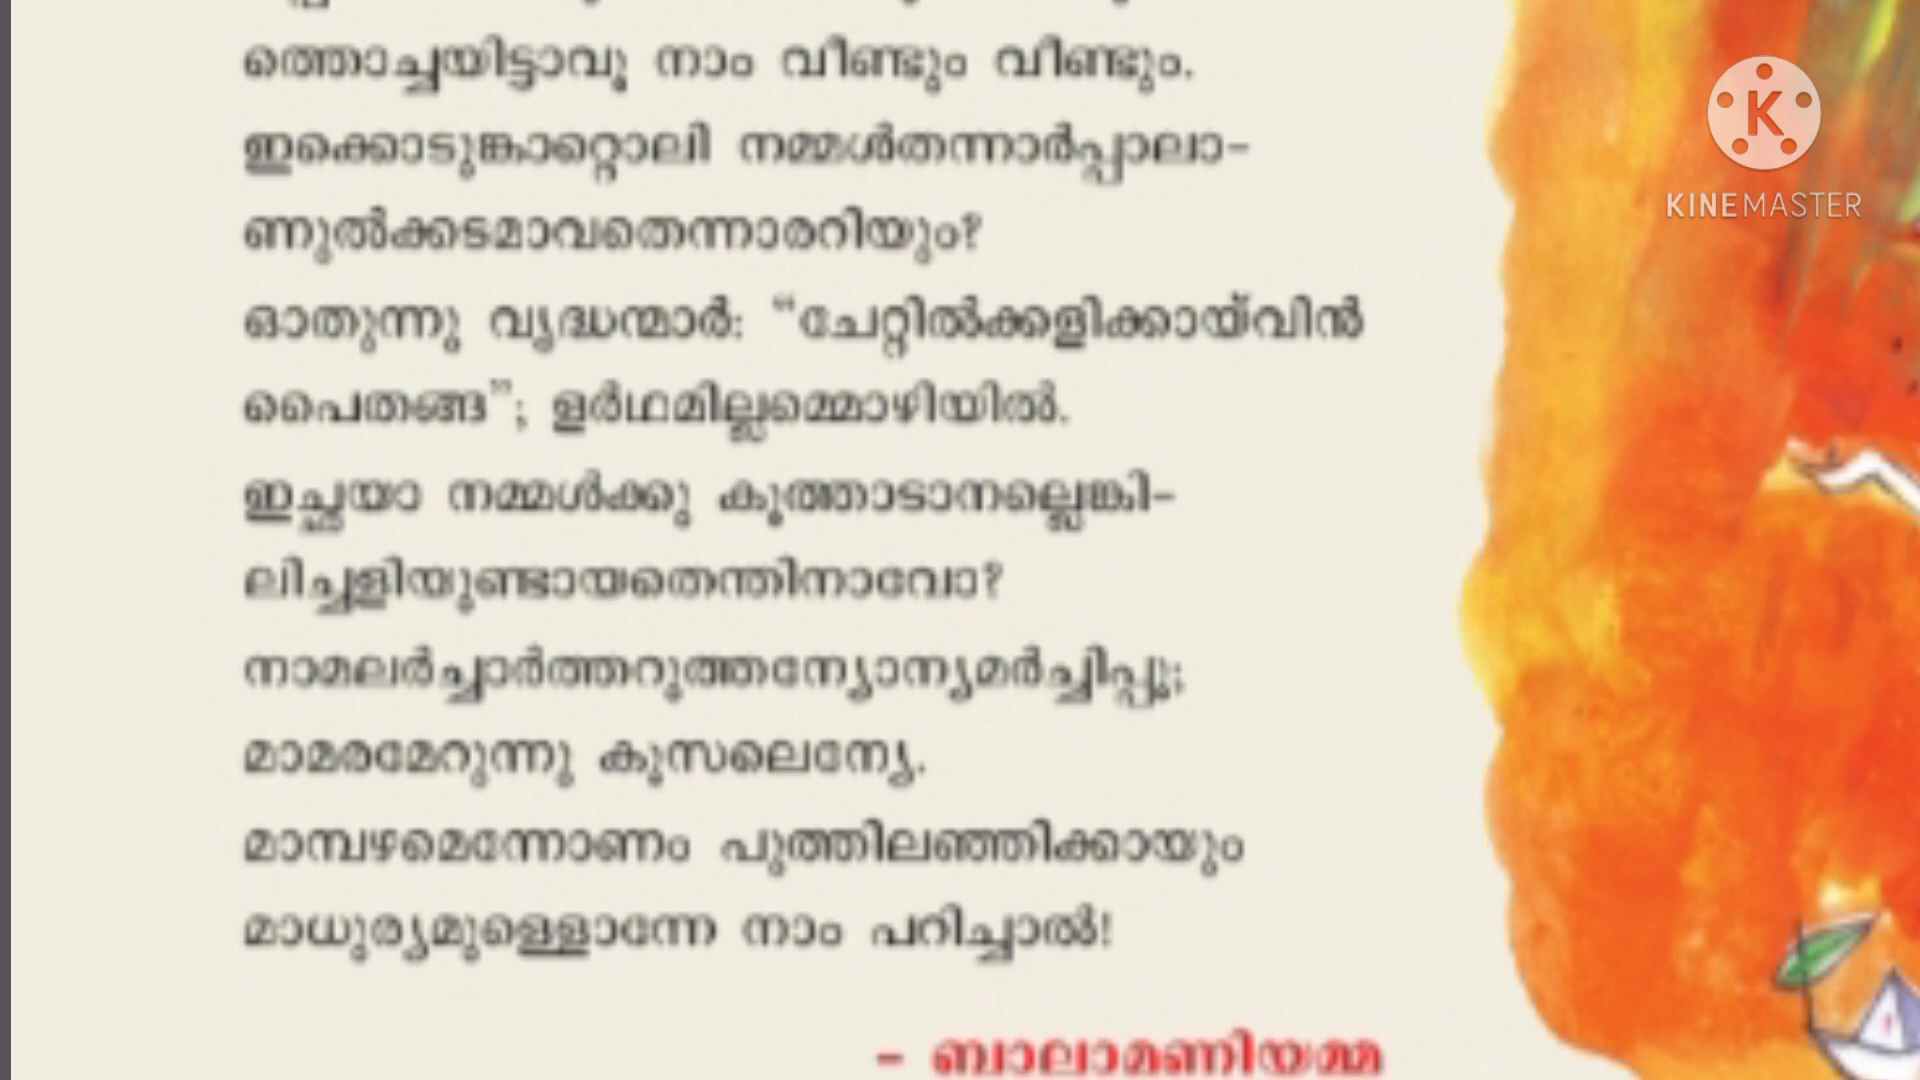 ത്തൊച്ചയിട്ടാവൂ നാം വീണ്ടും വീണ്ടും.
ഇക്കൊടുങ്കാറ്റൊലി നമ്മൾതന്നാർപ്പാലാ-
ണുൽക്കടമാവതെന്നാരറിയും?
ഓതുന്നു വൃദ്ധന്മാർ: “ചേറ്റിൽക്കളിക്കായ്‌വിൻ
പൈതങ്ങ”; ളർഥമില്ലമ്മൊഴിയിൽ.
ഇച്ഛയാ നമ്മൾക്കു കൂത്താടാനല്ലെങ്കി-
ലിച്ചളിയുണ്ടായതെന്തിനാവോ?
നാമലർച്ചാർത്തറുത്തന്യോന്യമർച്ചിപ്പൂ;
മാമരമേറുന്നു കൂസലെന്യേ.
മാമ്പഴമെന്നോണം പുത്തിലഞ്ഞിക്കായും
മാധുര്യമുള്ളൊന്നേ നാം പറിച്ചാൽ!
- ബാലാമണിയമ്മ
K
KINEMASTER